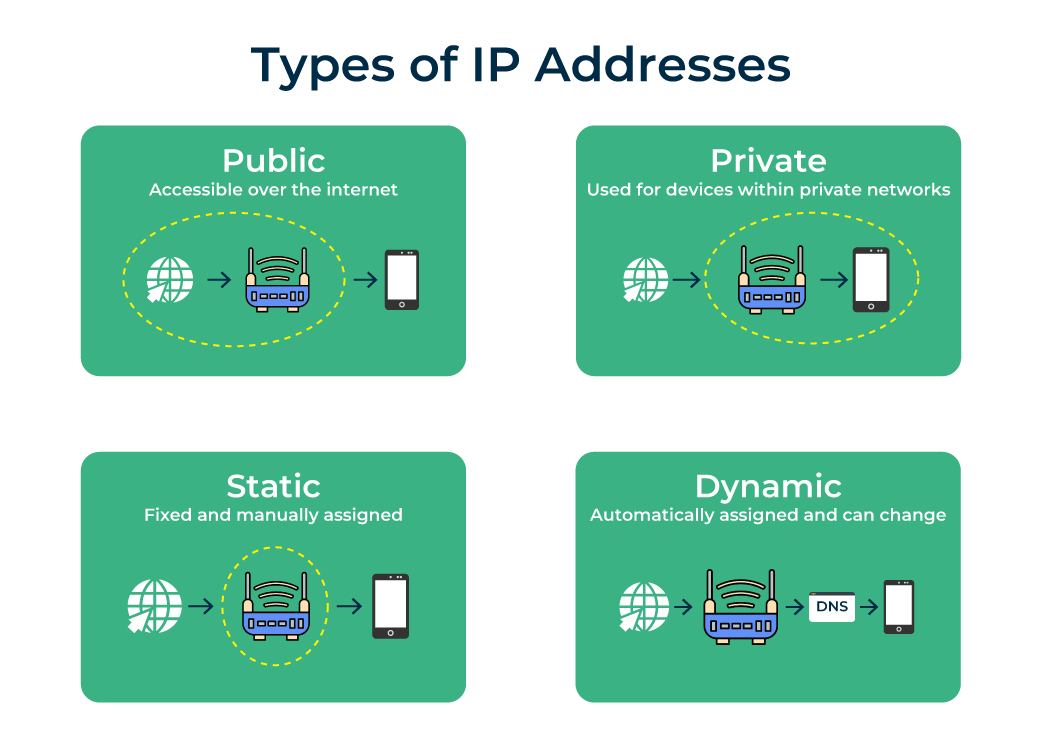 Types of IP Addresses
Public
Accessible over the internet
Private
Used for devices within private networks
Static
Fixed and manually assigned
Dynamic
Automatically assigned and can change
DNS